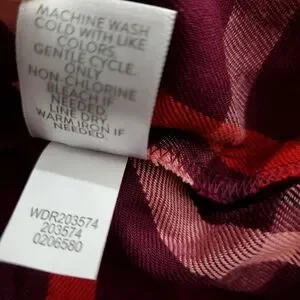 MACHINE WASH
COLD WITH LIKE
COLORS.
GENTLE CYCLE.
ONLY
NON-CHLORINE
BLEACH IF
NEEDED.
LINE DRY.
WARM IRON IF
NEEDED.
WDR203574
203574
0206580